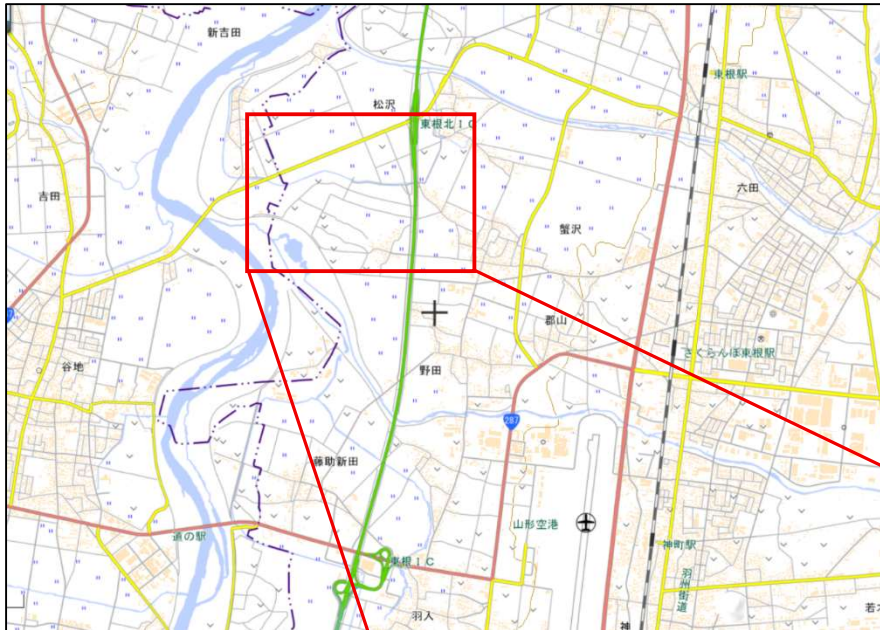 新吉田
松沢
東根北IC
東根駅
吉田
六田
蟹沢
郡山
さくらんぼ東根駅
谷地
野田
287
藤助新田
山形空港
道の駅
神町駅
東根IC
羽州街道
羽入
若木
神